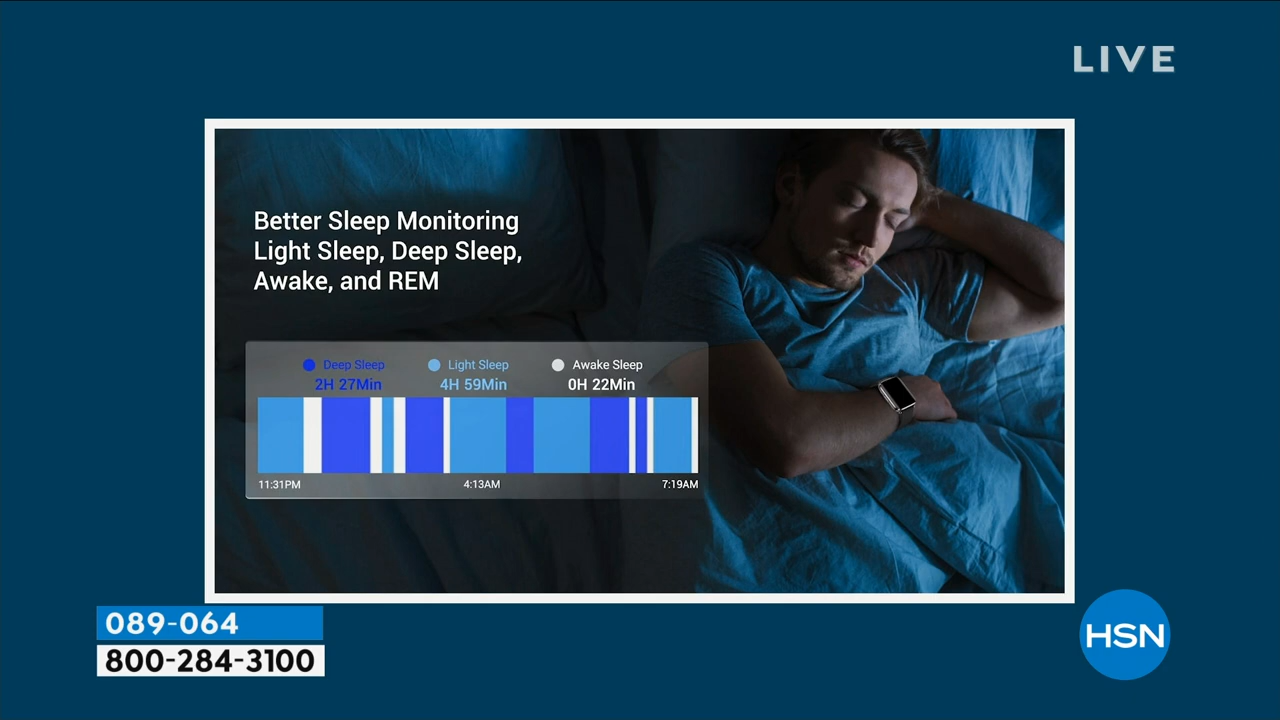 LIVE
Better Sleep Monitoring
Light Sleep, Deep Sleep,
Awake, and REM
Deep Sleep Light Sleep Awake Sleep
2H 27Min 4H 59Min 0H 22Min
11:31PM 4:13AM 7:19AM
089-064
800-284-3100
HSN